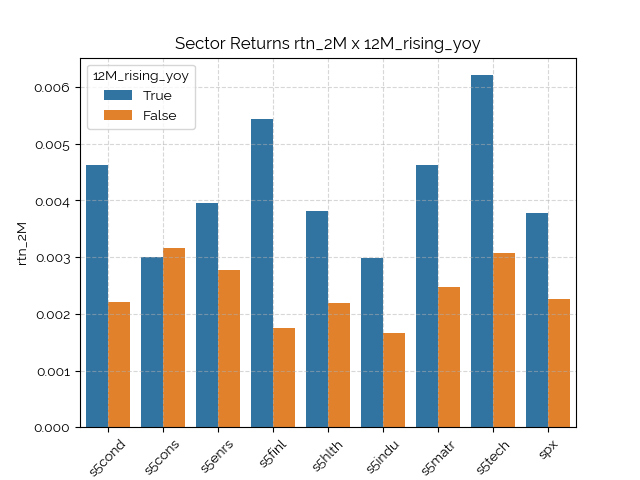 Sector Returns rtn_2M x 12M_rising_yoy
12M_rising_yoy
True
False
0.006
0.005
0.004
0.003
0.002
0.001
0.000
rtn_2M
s5cond
s5cons
s5enrs
s5finl
s5hlth
s5indu
s5matr
s5tech
spx